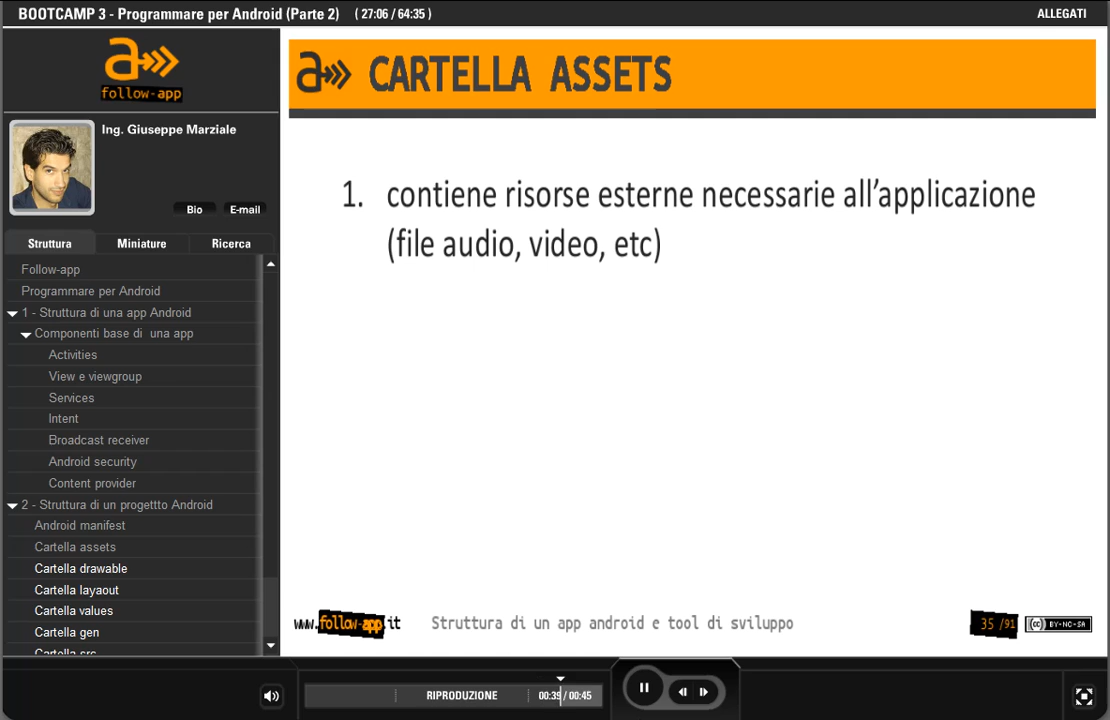 BOOTCAMP 3 - Programmare per Android (Parte 2) ( 27:06 / 64:35 )
ALLEGATI
a
follow-app
Ing. Giuseppe Marziale
Bio
E-mail
Struttura
Miniature
Ricerca
Follow-app
Programmare per Android
1 - Struttura di una app Android
Componenti base di una app
Activities
View e viewgroup
Services
Intent
Broadcast receiver
Android security
Content provider
2 - Struttura di un progettto Android
Android manifest
Cartella assets
Cartella drawable
Cartella layaout
Cartella values
Cartella gen
Cartella src
a CARTELLA ASSETS
1. contiene risorse esterne necessarie all'applicazione
(file audio, video, etc)
www.follow-app.it
Struttura di un app android e tool di sviluppo
35 /91
(cc) BY-NC-SA
RIPRODUZIONE
00:39 / 00:45